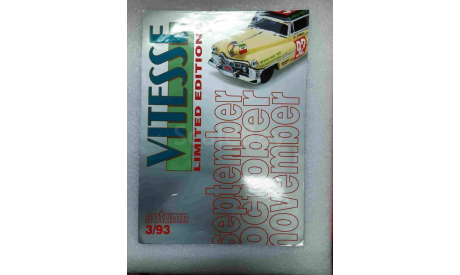 VITESSE
LIMITED EDITIONS
september
october
november
autumn
3/93